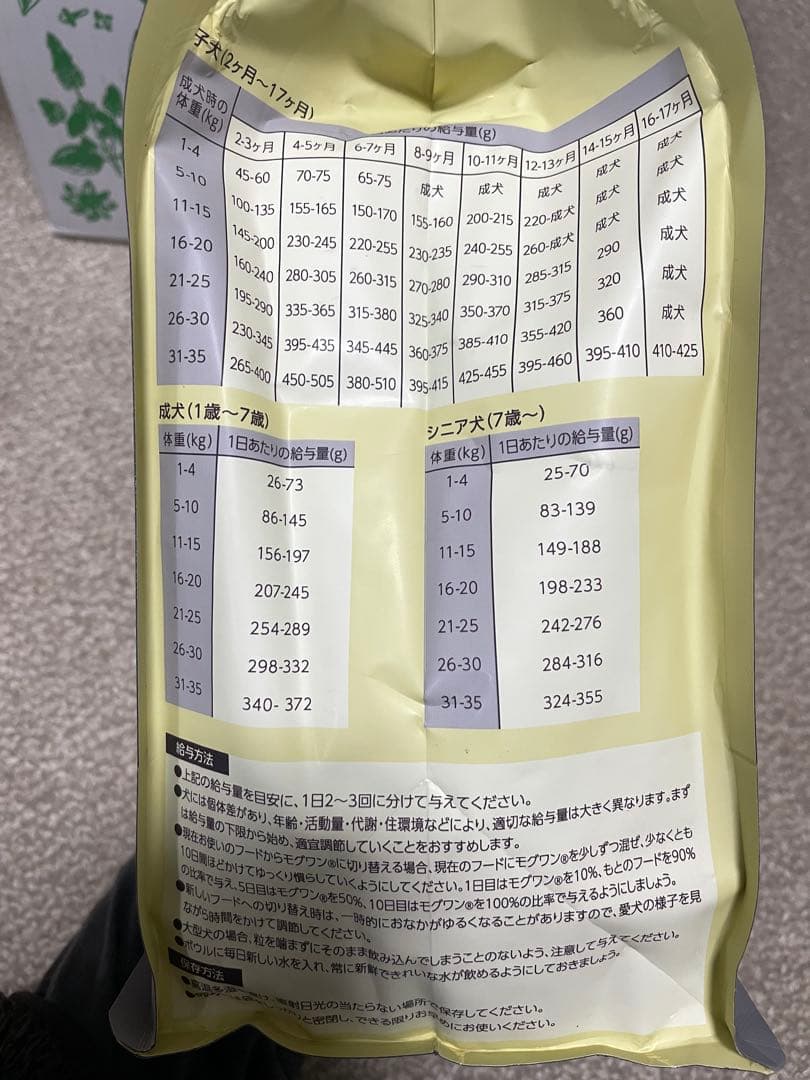 子犬(2ヶ月〜17ヶ月)
成犬時の
体重(kg)
たりの給与量(g)
2-3ヶ月 4-5ヶ月 6-7ヶ月 8-9ヶ月 10-11ヶ月 12-13ヶ月 14-15ヶ月 16-17ヶ月
1-4 45-60 70-75 65-75 成犬 成犬 成犬 成犬 成犬
5-10 100-135 155-165 150-170 155-160 200-215 220-成犬 成犬 成犬
11-15 145-200 230-245 220-255 230-235 240-255 260-成犬 成犬 成犬
16-20 160-240 280-305 260-315 270-280 290-310 285-315 290 成犬
21-25 195-290 335-365 315-380 325-340 350-370 315-375 320 成犬
26-30 230-345 395-435 345-445 360-375 385-410 355-420 360 成犬
31-35 265-400 450-505 380-510 395-415 425-455 395-460 395-410 410-425
成犬(1歳〜7歳)
体重(kg) 1日あたりの給与量(g)
1-4 26-73
5-10 86-145
11-15 156-197
16-20 207-245
21-25 254-289
26-30 298-332
31-35 340- 372
シニア犬(7歳〜)
体重(kg) 1日あたりの給与量(g)
1-4 25-70
5-10 83-139
11-15 149-188
16-20 198-233
21-25 242-276
26-30 284-316
31-35 324-355
給与方法
●上記の給与量を目安に、1日2〜3回に分けて与えてください。
●犬には個体差があり、年齢・活動量・代謝・住環境などにより、適切な給与量は大きく異なります。まず
は給与量の下限から始め、適宜調節していくことをおすすめします。
●現在お使いのフードからモグワン®に切り替える場合、現在のフードにモグワン®を少しずつ混ぜ、少なくとも
10日間ほどかけてゆっくり慣らしていくようにしてください。1日目はモグワン®を10%、もとのフードを90%
の比率で与え、5日目はモグワン®を50%、10日目はモグワン®を100%の比率で与えるようにしましょう。
●新しいフードへの切り替え時は、一時的におなかがゆるくなることがありますので、愛犬の様子を見
ながら時間をかけて調節してください。
●大型犬の場合、粒を噛まずにそのまま飲み込んでしまうことのないよう、注意して与えてください。
●ボウルに毎日新しい水を入れ、常に新鮮できれいな水が飲めるようにしておきましょう。
保存方法
●高温多湿 射日光の当たらない場所で保存してください。
と密閉し、できる限りお早めにお使いください。